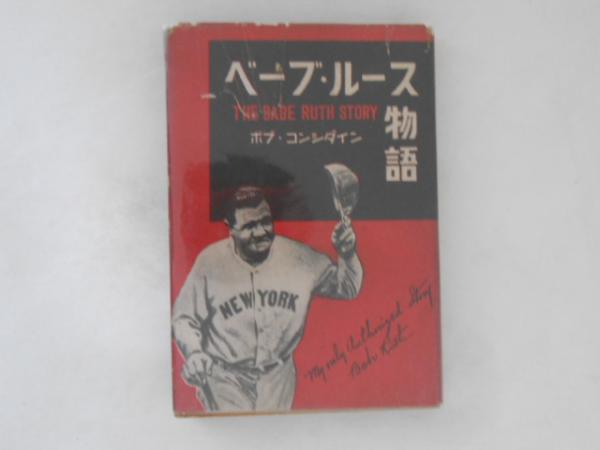 ベーブ・ルース
物語
THE BABE RUTH STORY
ボブ・コンシダイン
NEW YORK
"My only Authorized Story
Babe Ruth